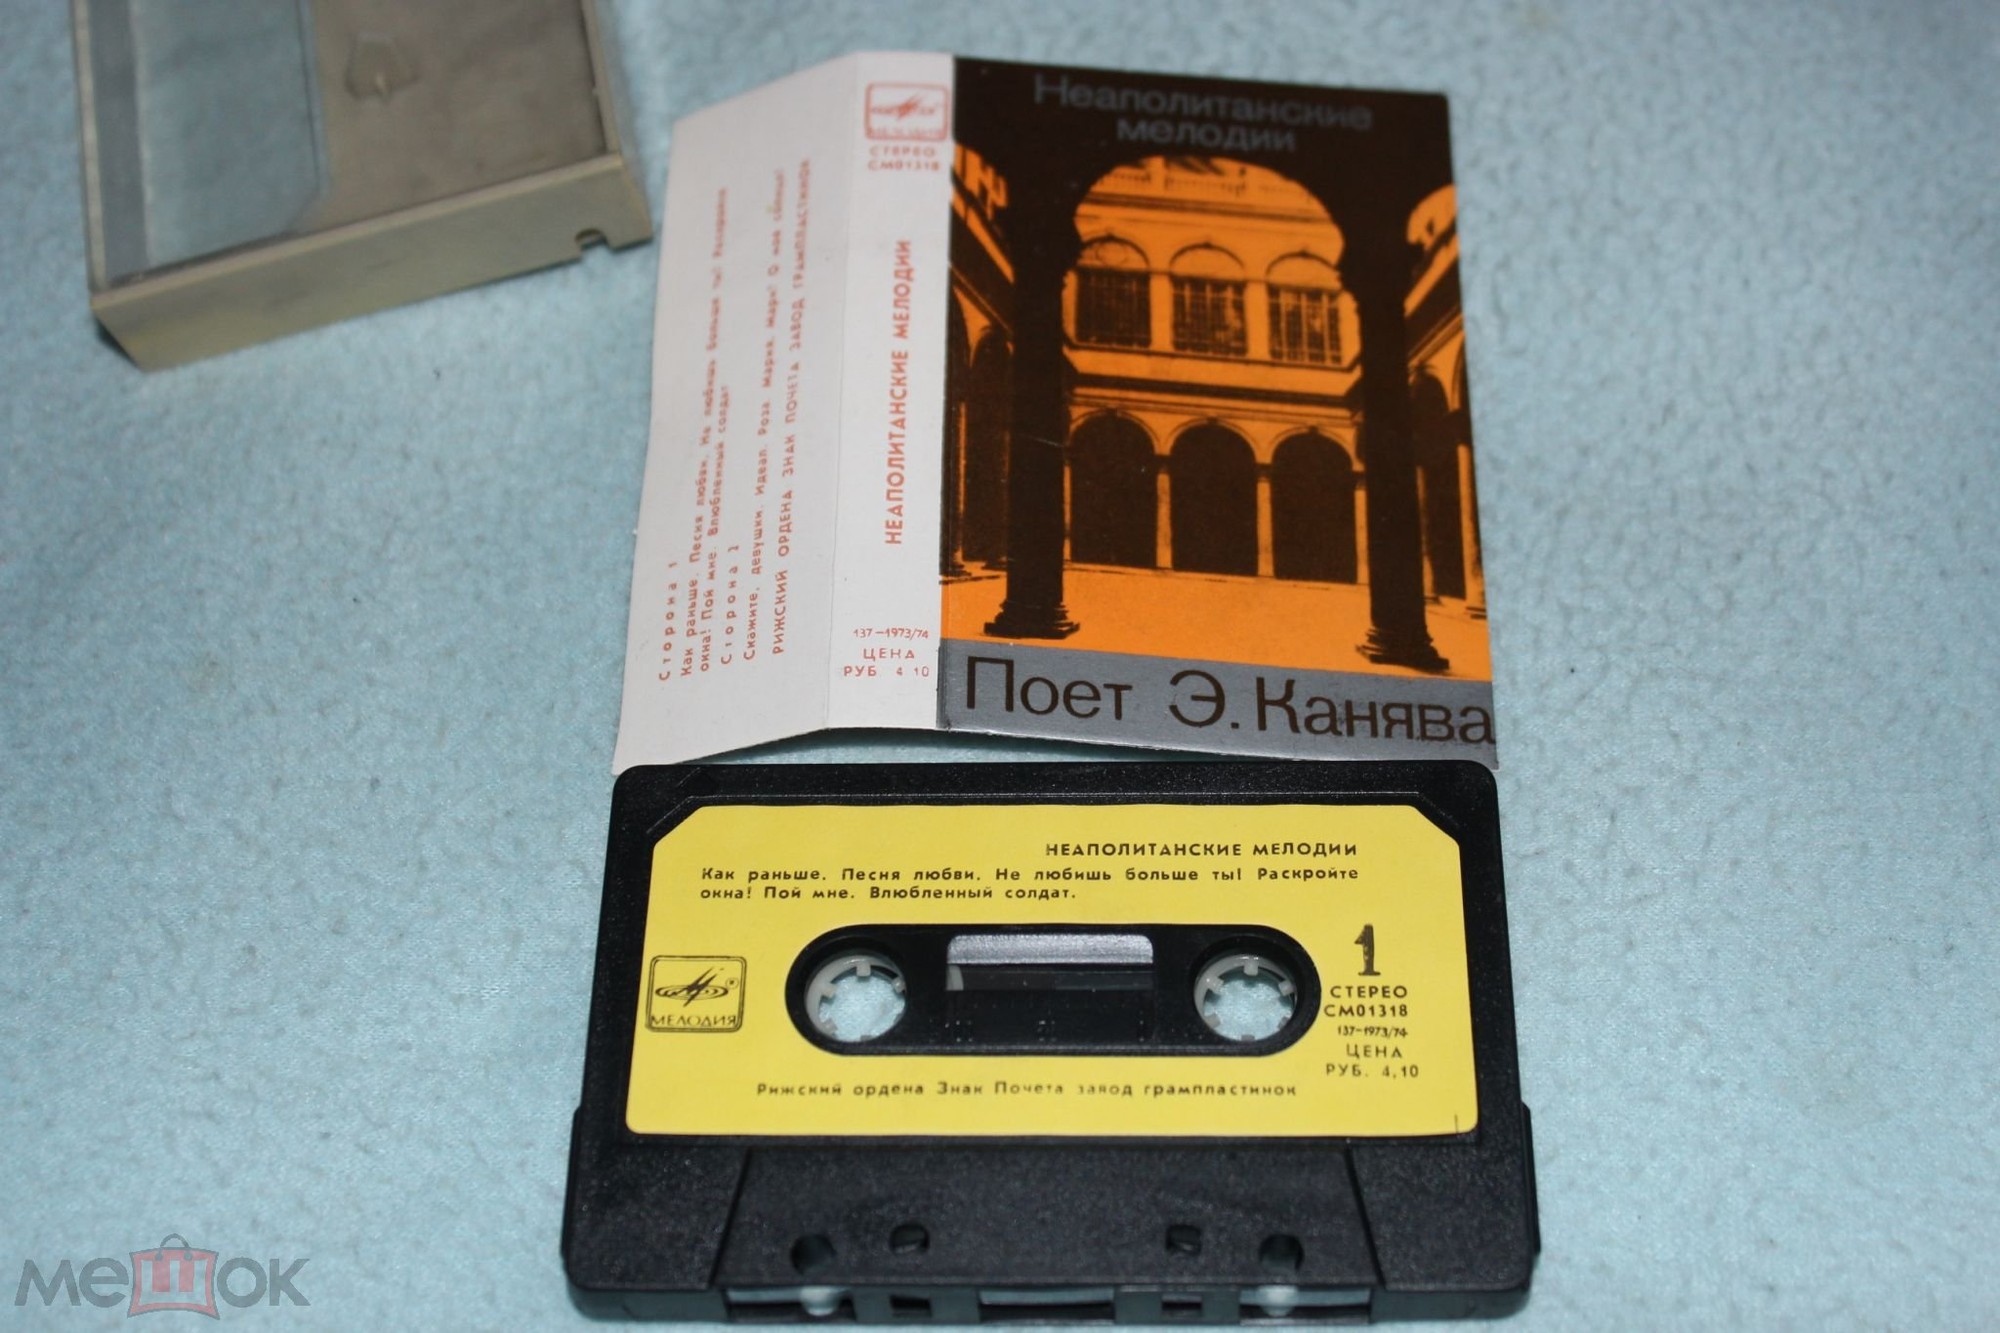 Неаполитанские
мелодии
Поет Э. Канява
МЕЛОДИЯ
СТЕРЕО
СМ01318
НЕАПОЛИТАНСКИЕ МЕЛОДИИ
137-1973/74
ЦЕНА
РУБ 4 10
Сторона 1
Как раньше. Песня любви. Не любишь больше ты! Раскройте
окна! Пой мне. Влюбленный солдат
Сторона 2
Скажите, девушки. Идеал. Роза. Мария, Мари! О мое солнце!
РИЖСКИЙ ОРДЕНА ЗНАК ПОЧЕТА ЗАВОД ГРАМПЛАСТИНОК
НЕАПОЛИТАНСКИЕ МЕЛОДИИ
Как раньше. Песня любви. Не любишь больше ты! Раскройте
окна! Пой мне. Влюбленный солдат.
МЕЛОДИЯ
1
СТЕРЕО
СМ01318
137-1973/74
ЦЕНА
РУБ. 4,10
Рижский ордена Знак Почета завод грампластинок
мешок